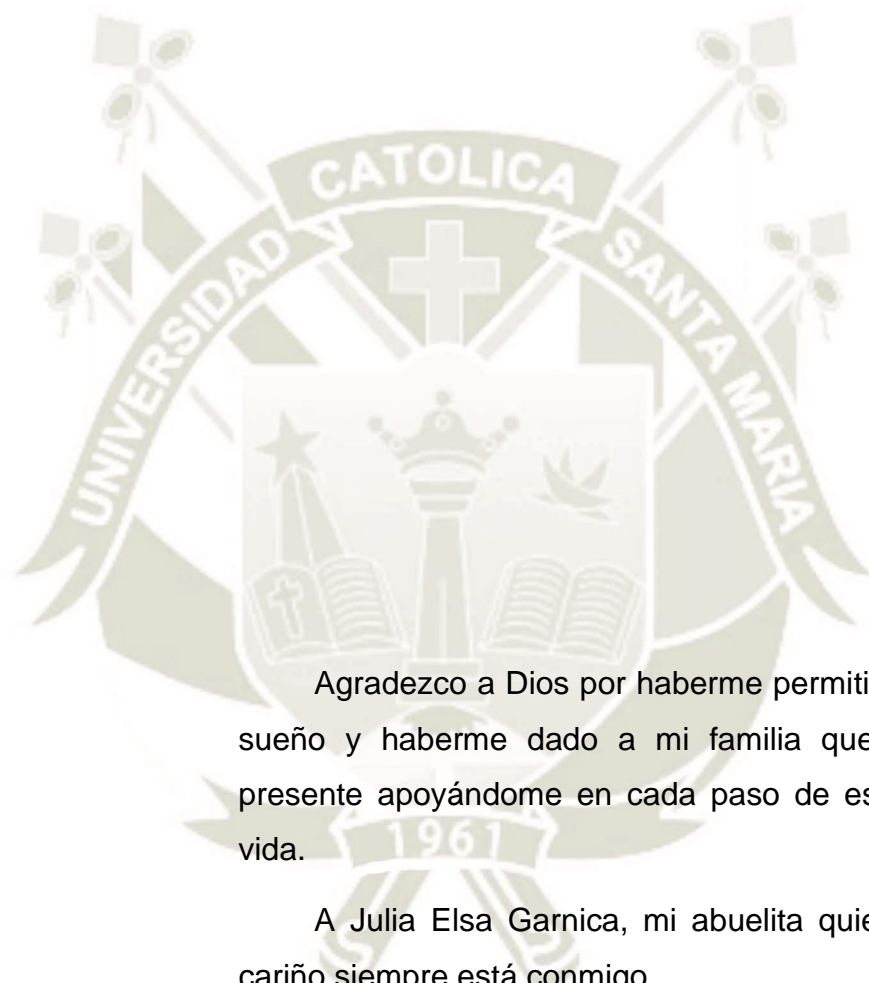 UNIVERSIDAD CATOLICA SANTA MARIA
Agradezco a Dios por haberme permiti
sueño y haberme dado a mi familia que
presente apoyándome en cada paso de es
vida.
1961
A Julia Elsa Garnica, mi abuelita quie
cariño siempre está conmigo